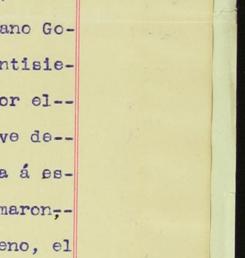 ano Go-
ntisie-
or el--
ve de--
a á es-
maron,--
eno, el